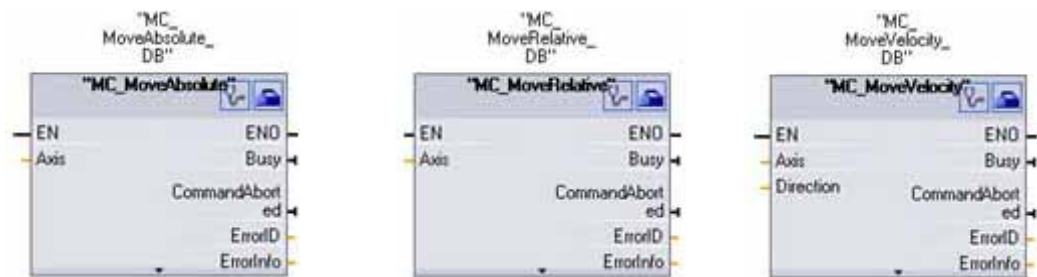 "MC_
MoveAbsolute_
DB"
"MC_MoveAbsolute"
EN
ENO
Axis
Busy
CommandAbort
ed
ErrorID
ErrorInfo
"MC_
MoveRelative_
DB"
"MC_MoveRelative"
EN
ENO
Axis
Busy
CommandAbort
ed
ErrorID
ErrorInfo
"MC_
MoveVelocity_
DB"
"MC_MoveVelocity"
EN
ENO
Axis
Busy
Direction
CommandAbort
ed
ErrorID
ErrorInfo